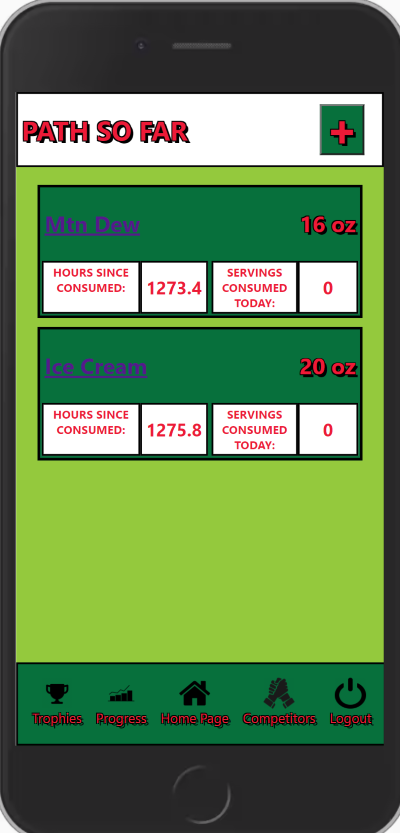 PATH SO FAR
+
Mtn Dew
16 oz
HOURS SINCE
CONSUMED:
1273.4
SERVINGS
CONSUMED
TODAY:
0
Ice Cream
20 oz
HOURS SINCE
CONSUMED:
1275.8
SERVINGS
CONSUMED
TODAY:
0
Trophies
Progress
Home Page
Competitors
Logout